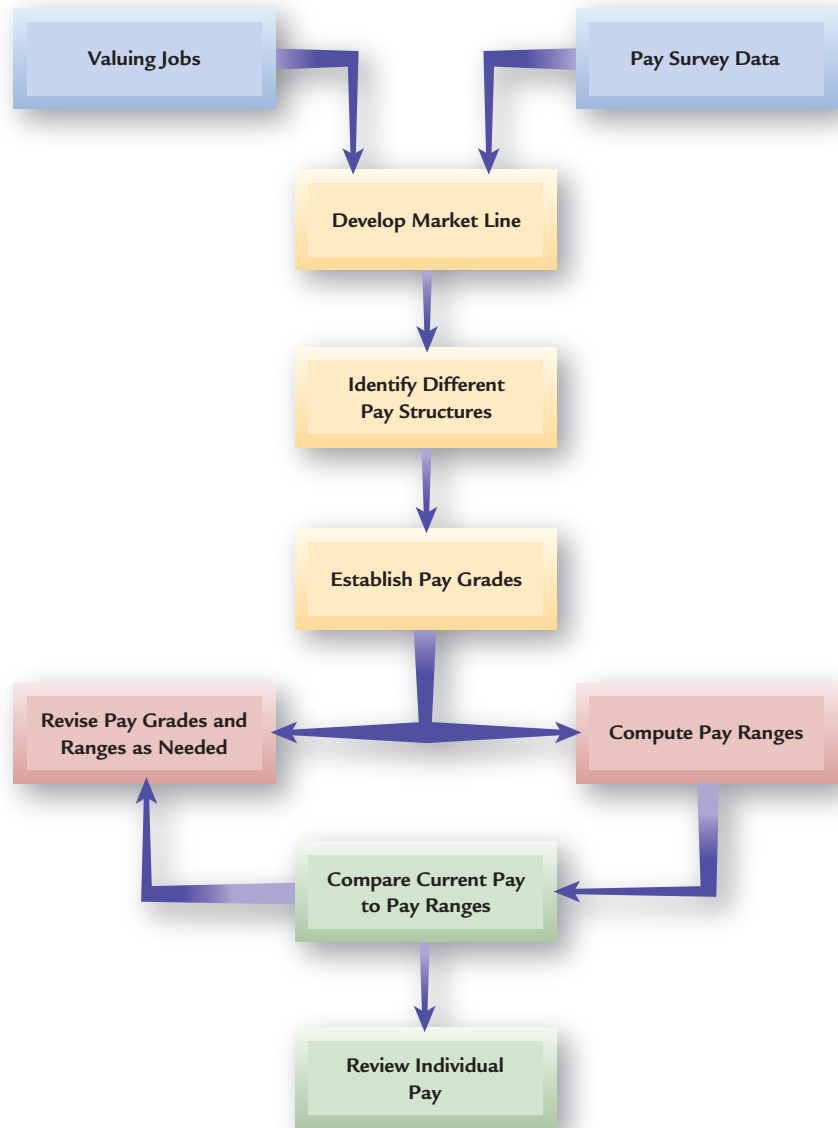 Valuing Jobs
Pay Survey Data
Develop Market Line
Identify Different
Pay Structures
Establish Pay Grades
Revise Pay Grades and
Ranges as Needed
Compute Pay Ranges
Compare Current Pay
to Pay Ranges
Review Individual
Pay